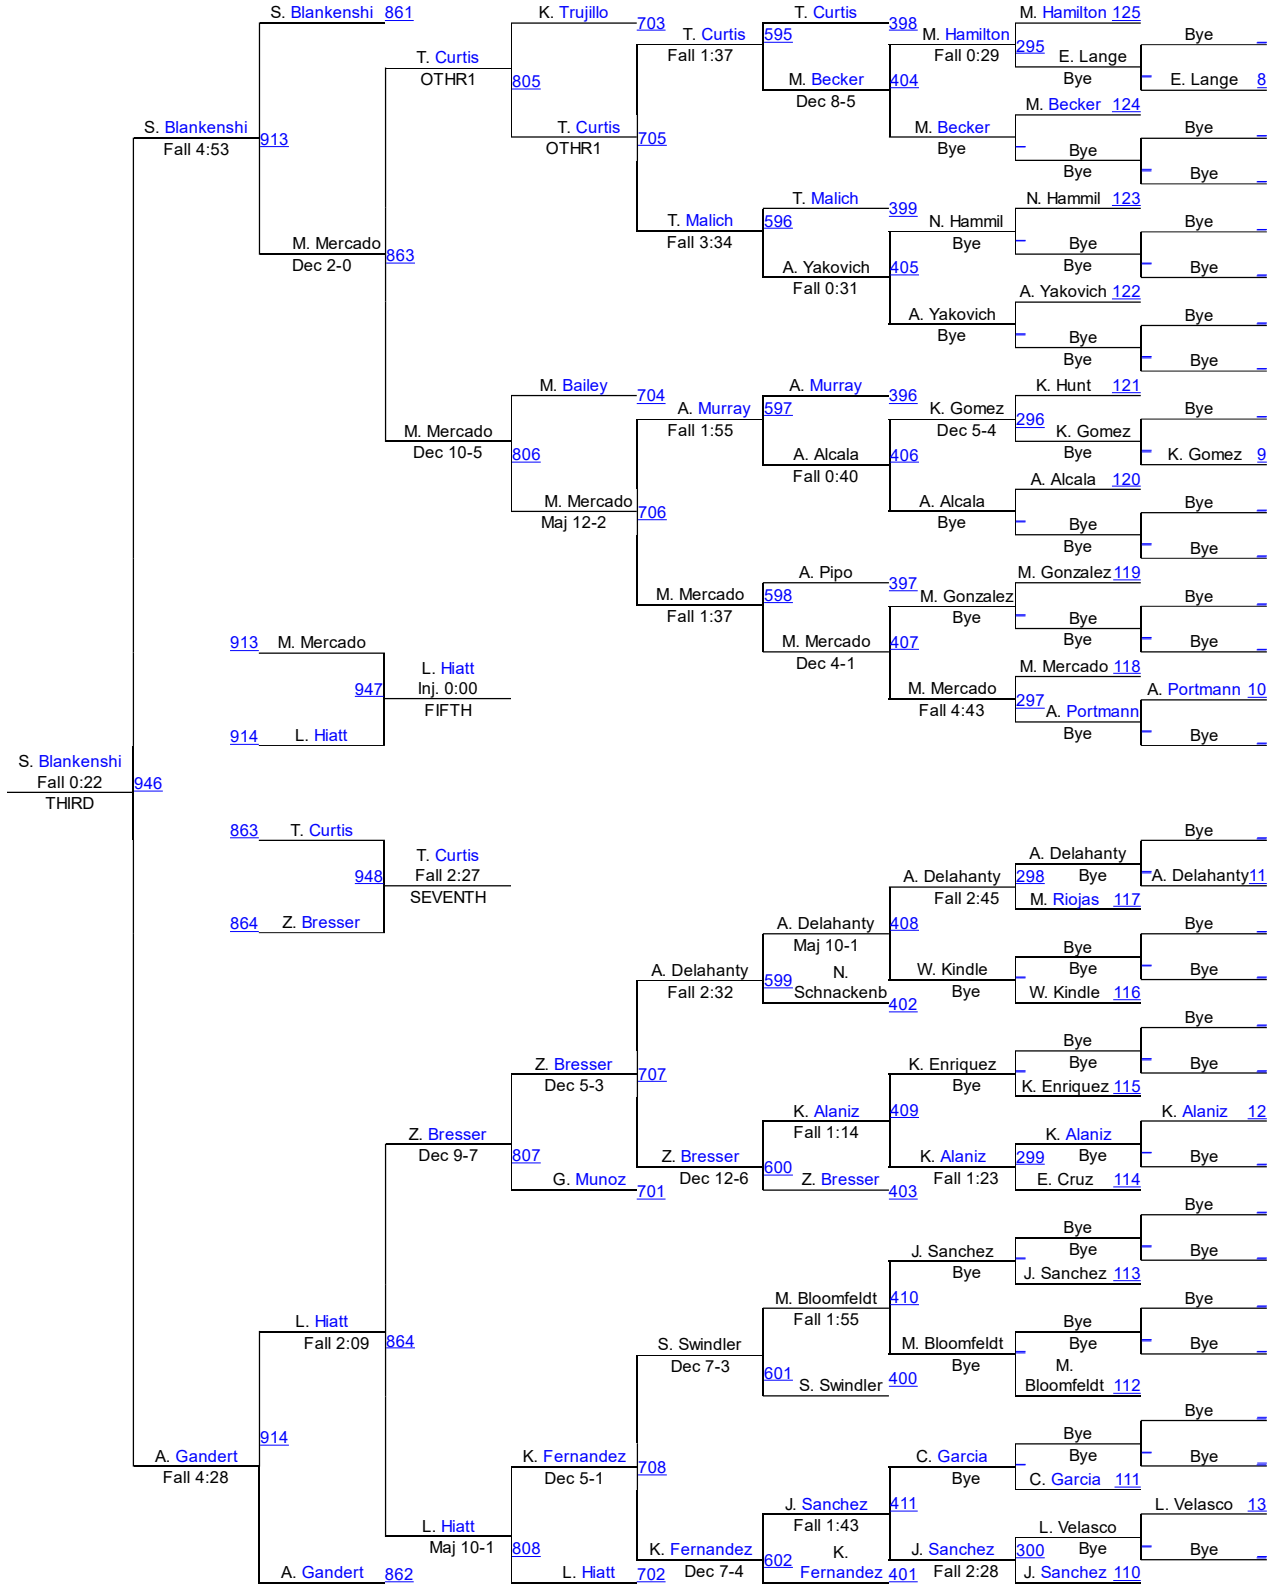 S. Blankenshi 861
K. Trujillo
703
T. Curtis
398
M. Hamilton 125
Bye
T. Curtis
Fall 1:37
595
M. Hamilton
Fall 0:29
295
E. Lange
Bye
E. Lange 8
T. Curtis
OTHR1
805
M. Becker
Dec 8-5
404
M. Becker 124
S. Blankenshi
Fall 4:53
913
T. Curtis
OTHR1
705
M. Becker
Bye
Bye
Bye
Bye
Bye
N. Hammil 123
T. Malich
399
T. Malich
Fall 3:34
596
N. Hammil
Bye
Bye
Bye
Bye
Bye
M. Mercado
Dec 2-0
863
A. Yakovich
Fall 0:31
405
A. Yakovich 122
A. Yakovich
Bye
Bye
Bye
Bye
Bye
M. Bailey
704
A. Murray
396
K. Hunt 121
A. Murray
Fall 1:55
597
K. Gomez
Dec 5-4
296
Bye
K. Gomez
Bye
K. Gomez 9
M. Mercado
Dec 10-5
806
A. Alcala
Fall 0:40
406
A. Alcala 120
M. Mercado
Maj 12-2
706
A. Alcala
Bye
Bye
Bye
Bye
Bye
A. Pipo
397
M. Gonzalez 119
M. Mercado
Fall 1:37
598
M. Gonzalez
Bye
Bye
Bye
Bye
Bye
913 M. Mercado
M. Mercado
Dec 4-1
407
L. Hiatt
Inj. 0:00
FIFTH
947
M. Mercado 118
M. Mercado
Fall 4:43
297
A. Portmann
Bye
A. Portmann 10
Bye
914 L. Hiatt
S. Blankenshi
Fall 0:22
THIRD
946
863 T. Curtis
Bye
T. Curtis
Fall 2:27
SEVENTH
948
A. Delahanty
Bye
A. Delahanty 11
A. Delahanty
Fall 2:45
298
M. Riojas 117
864 Z. Bresser
A. Delahanty
Maj 10-1
408
Bye
Bye
Bye
Bye
A. Delahanty
Fall 2:32
599
N.
Schnackenb
402
W. Kindle
Bye
W. Kindle 116
Bye
Bye
Bye
Bye
Z. Bresser
Dec 5-3
707
K. Enriquez
Bye
K. Enriquez 115
K. Alaniz
Fall 1:14
409
K. Alaniz 12
Z. Bresser
Dec 9-7
807
K. Alaniz
Bye
Bye
Z. Bresser
Dec 12-6
600
K. Alaniz
Fall 1:23
299
G. Munoz
701
Z. Bresser
403
E. Cruz 114
Bye
Bye
Bye
Bye
J. Sanchez
Bye
J. Sanchez 113
M. Bloomfeldt
Fall 1:55
410
Bye
Bye
Bye
Bye
L. Hiatt
Fall 2:09
864
S. Swindler
Dec 7-3
601
M. Bloomfeldt
Bye
S. Swindler
400
M.
Bloomfeldt 112
914
Bye
Bye
Bye
Bye
A. Gandert
Fall 4:28
K. Fernandez
Dec 5-1
708
C. Garcia
Bye
C. Garcia 111
J. Sanchez
Fall 1:43
411
L. Velasco 13
L. Hiatt
Maj 10-1
808
L. Velasco
Bye
Bye
K. Fernandez
Dec 7-4
602
J. Sanchez
Fall 2:28
300
A. Gandert 862
L. Hiatt 702
K.
Fernandez 401
J. Sanchez 110